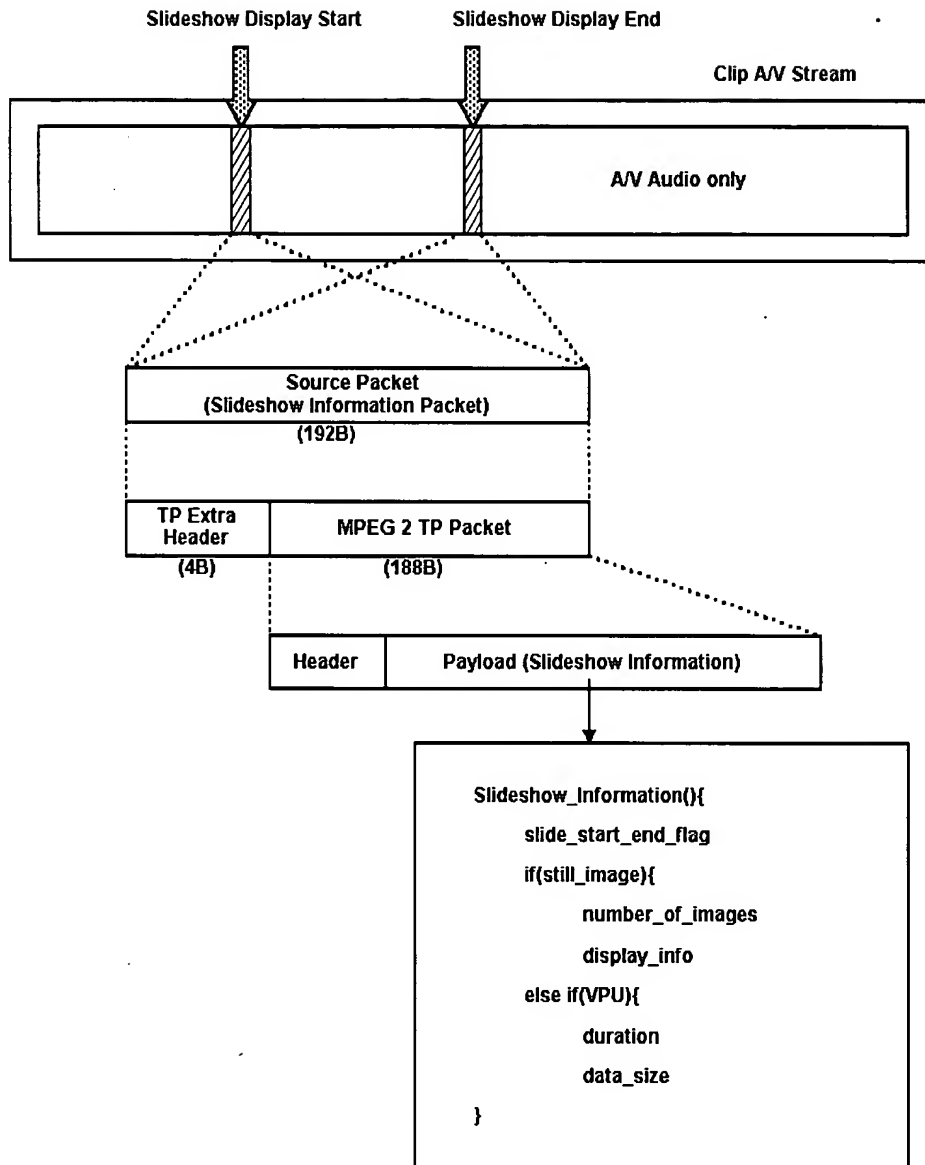 Slideshow Display Start
Slideshow Display End
Clip A/V Stream
A/V Audio only
Source Packet
(Slideshow Information Packet)
(192B)
TP Extra
Header
MPEG 2 TP Packet
(4B)
(188B)
Header
Payload (Slideshow Information)
Slideshow_Information(){
slide_start_end_flag
if(still_image){
number_of_images
display_info
else if(VPU){
duration
data_size
}